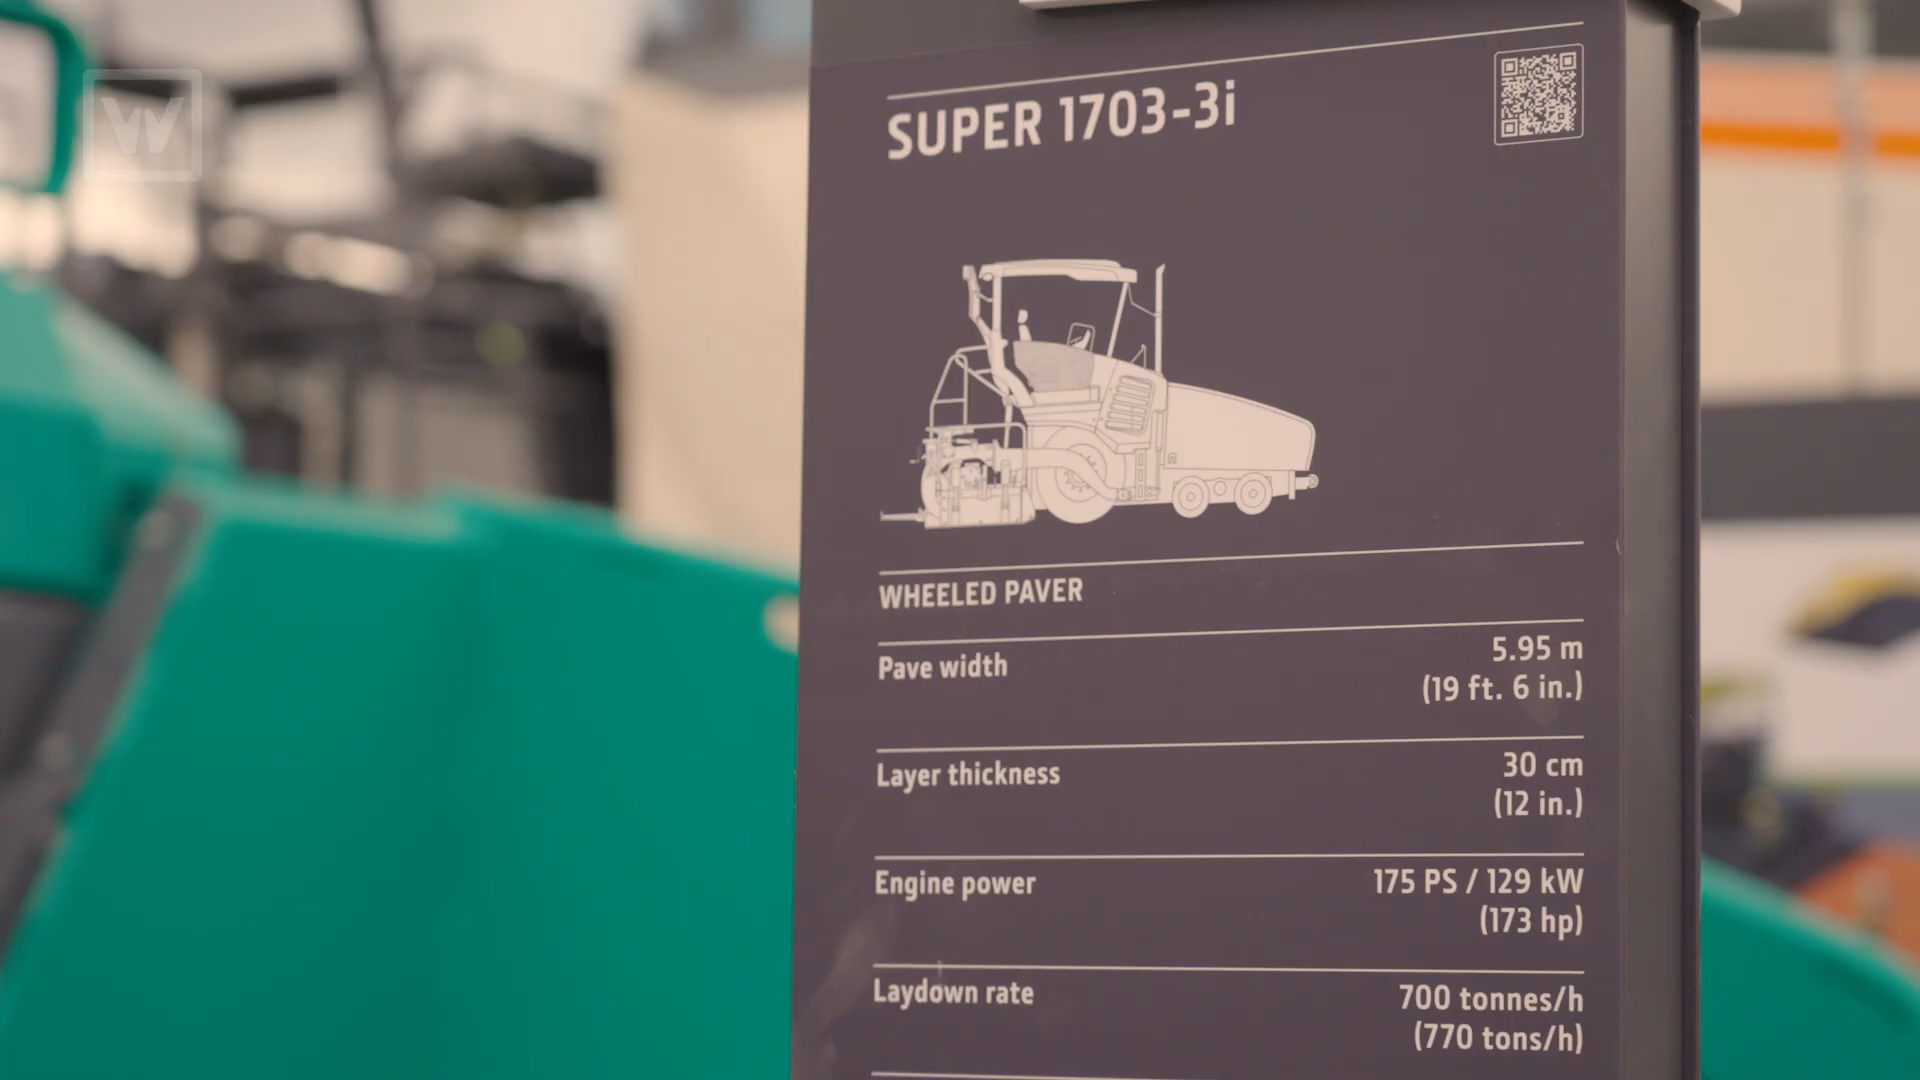 W
SUPER 1703-3i
WHEELED PAVER
Pave width
5.95 m
(19 ft. 6 in.)
Layer thickness
30 cm
(12 in.)
Engine power
175 PS / 129 kW
(173 hp)
Laydown rate
700 tonnes/h
(770 tons/h)